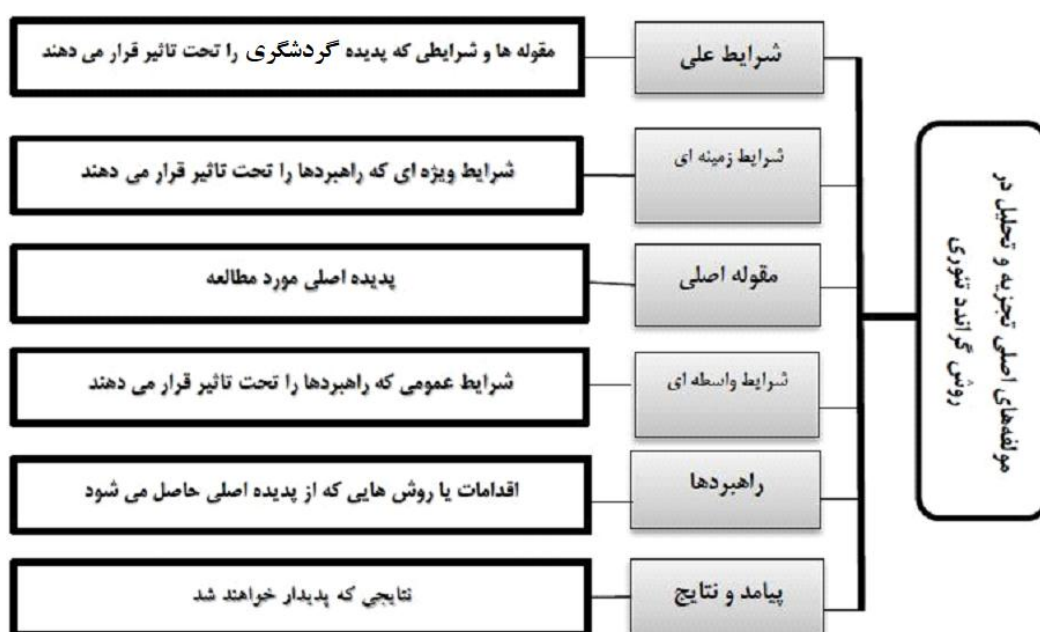 مولفه‌های اصلی تجزیه و تحلیل در
روش گراندد تئوری
شرایط علی
مقوله ها و شرایطی که پدیده گردشگری را تحت تاثیر قرار می دهند
شرایط زمینه ای
شرایط ویژه ای که راهبردها را تحت تاثیر قرار می دهند
مقوله اصلی
پدیده اصلی مورد مطالعه
شرایط واسطه ای
شرایط عمومی که راهبردها را تحت تاثیر قرار می دهند
راهبردها
اقدامات یا روش هایی که از پدیده اصلی حاصل می شود
پیامد و نتایج
نتایجی که پدیدار خواهند شد